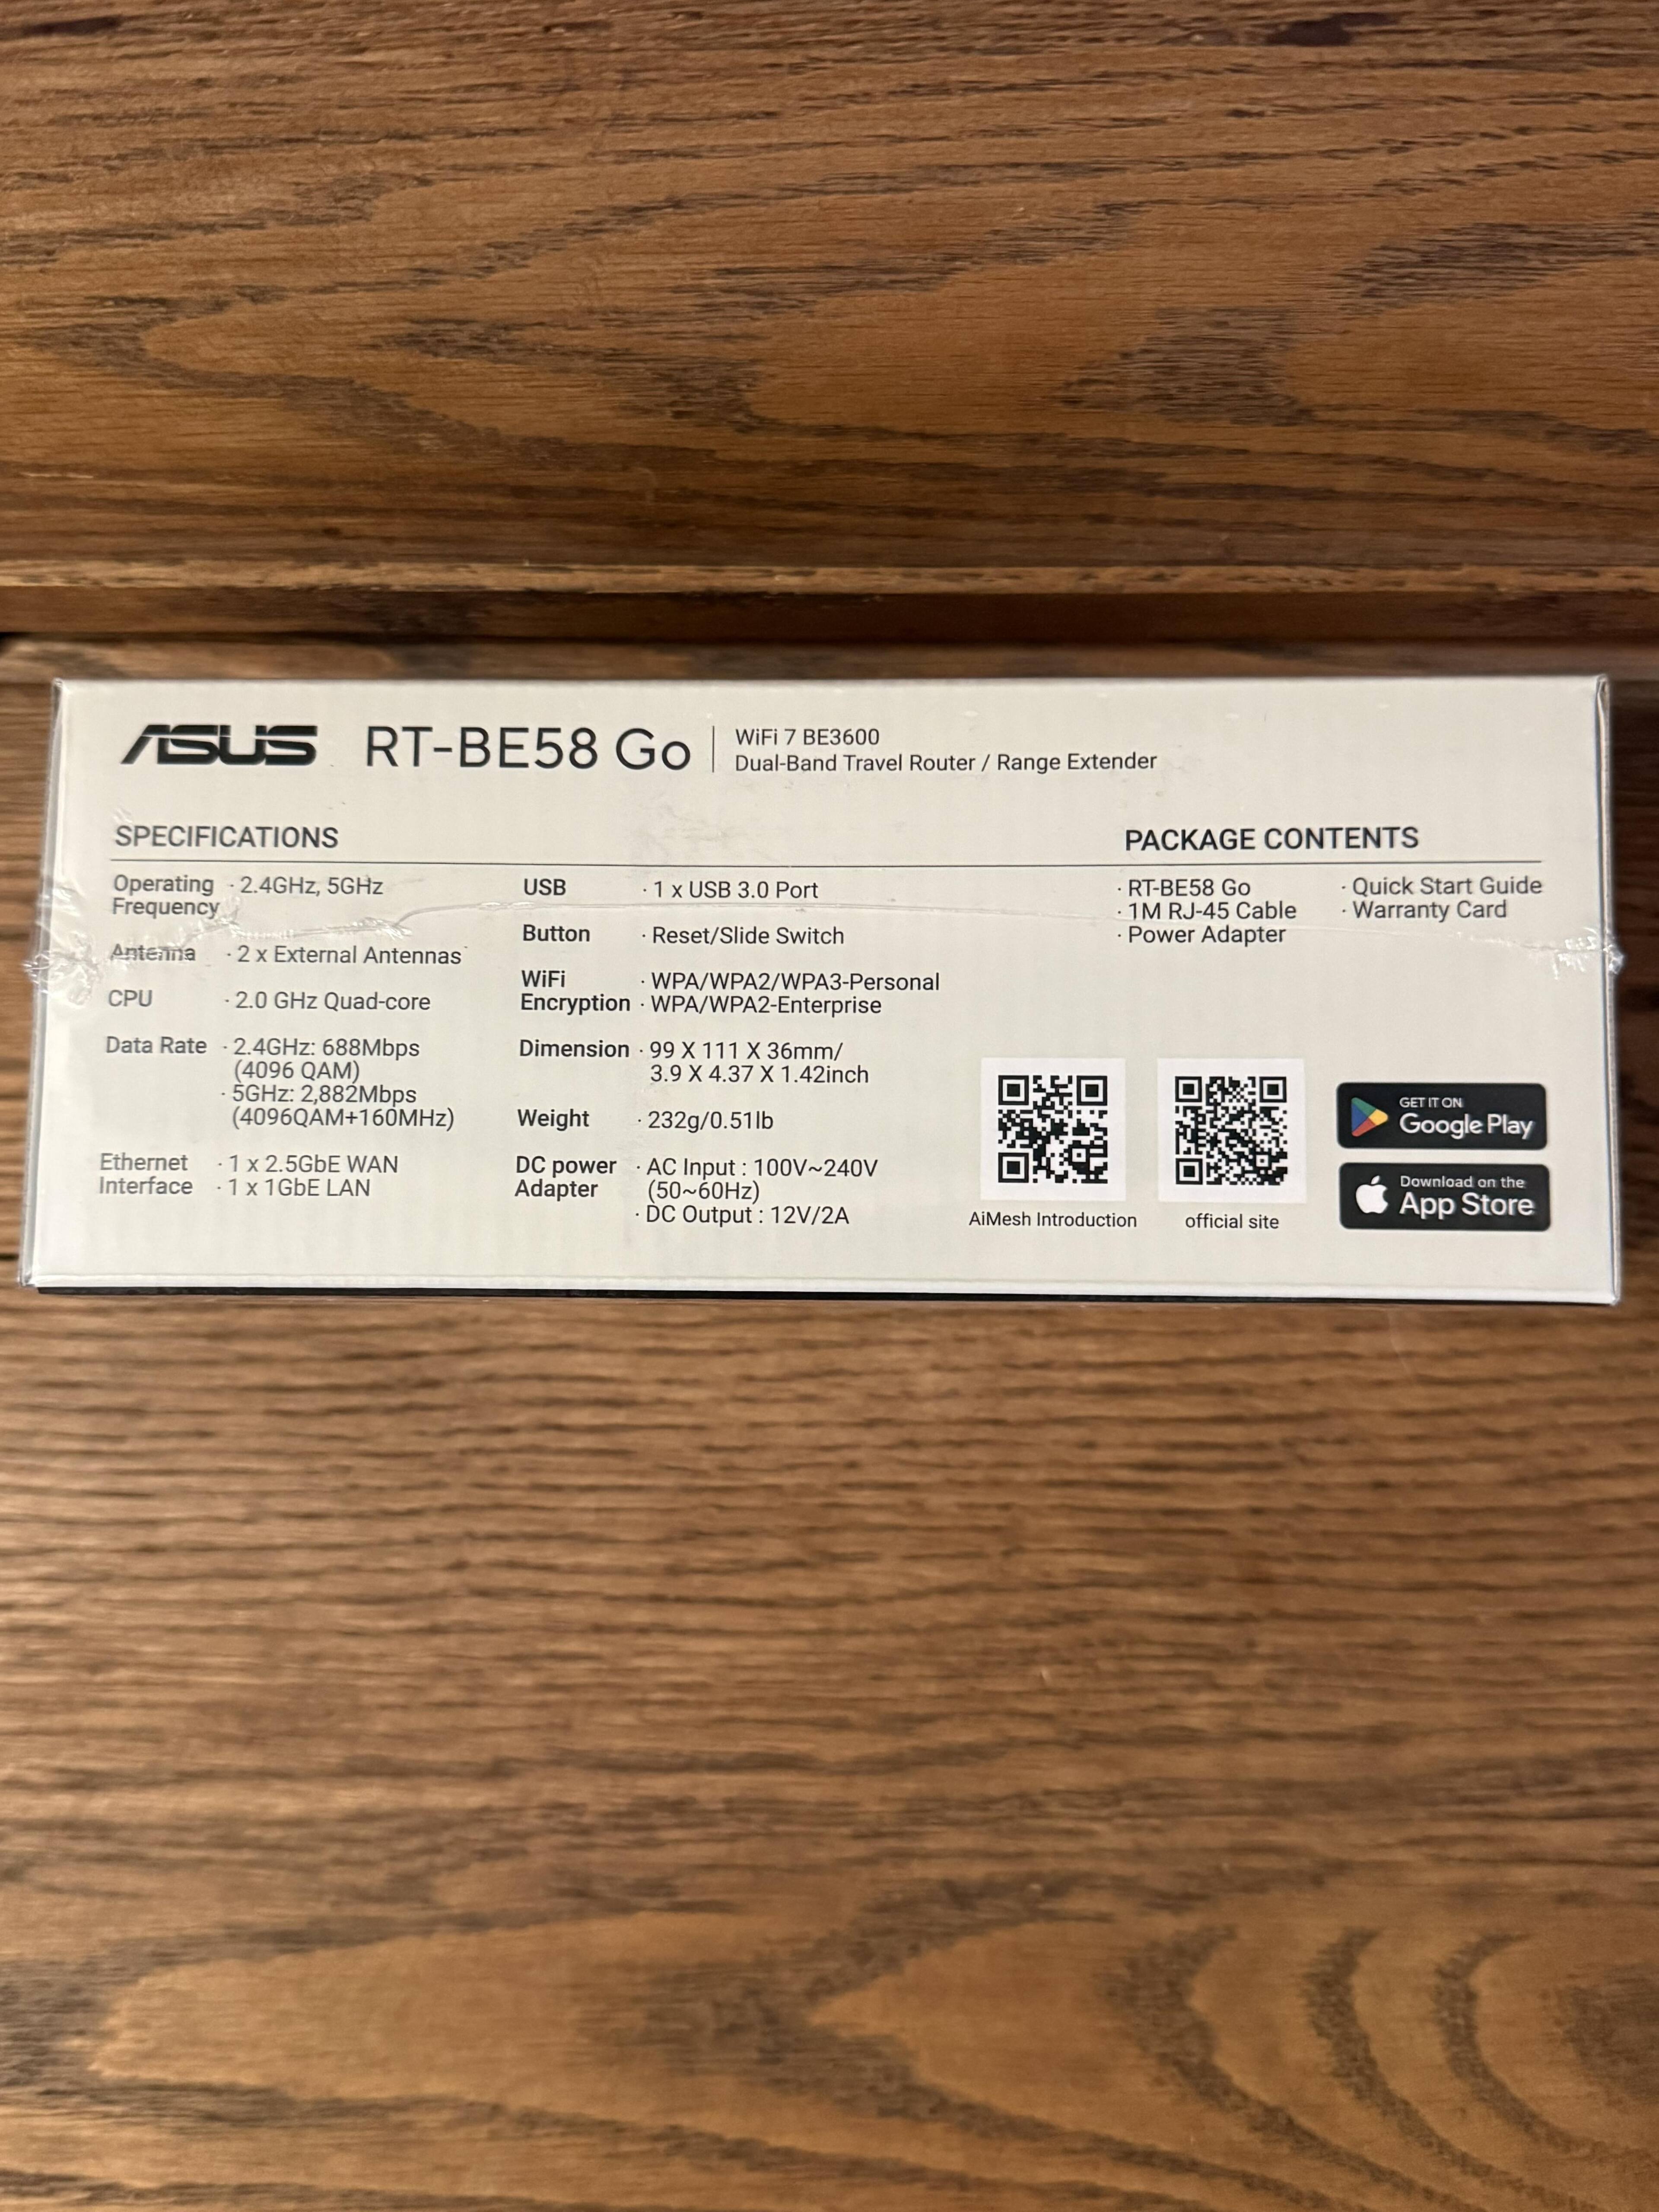 ASUS RT-BE58 Go
WiFi 7 BE3600
Dual-Band Travel Router / Range Extender
SPECIFICATIONS
Operating Frequency · 2.4GHz, 5GHz
Antenna · 2 x External Antennas
CPU · 2.0 GHz Quad-core
Data Rate · 2.4GHz: 688Mbps
(4096 QAM)
· 5GHz: 2,882Mbps
(4096QAM+160MHz)
Ethernet Interface · 1 x 2.5GbE WAN
· 1 x 1GbE LAN
USB · 1 x USB 3.0 Port
Button · Reset/Slide Switch
WiFi Encryption · WPA/WPA2/WPA3-Personal
· WPA/WPA2-Enterprise
Dimension · 99 X 111 X 36mm/
3.9 X 4.37 X 1.42inch
Weight · 232g/0.51lb
DC power Adapter · AC Input : 100V~240V
(50~60Hz)
· DC Output : 12V/2A
PACKAGE CONTENTS
· RT-BE58 Go
· 1M RJ-45 Cable
· Power Adapter
· Quick Start Guide
· Warranty Card
AiMesh Introduction
official site
GET IT ON
Google Play
Download on the
App Store